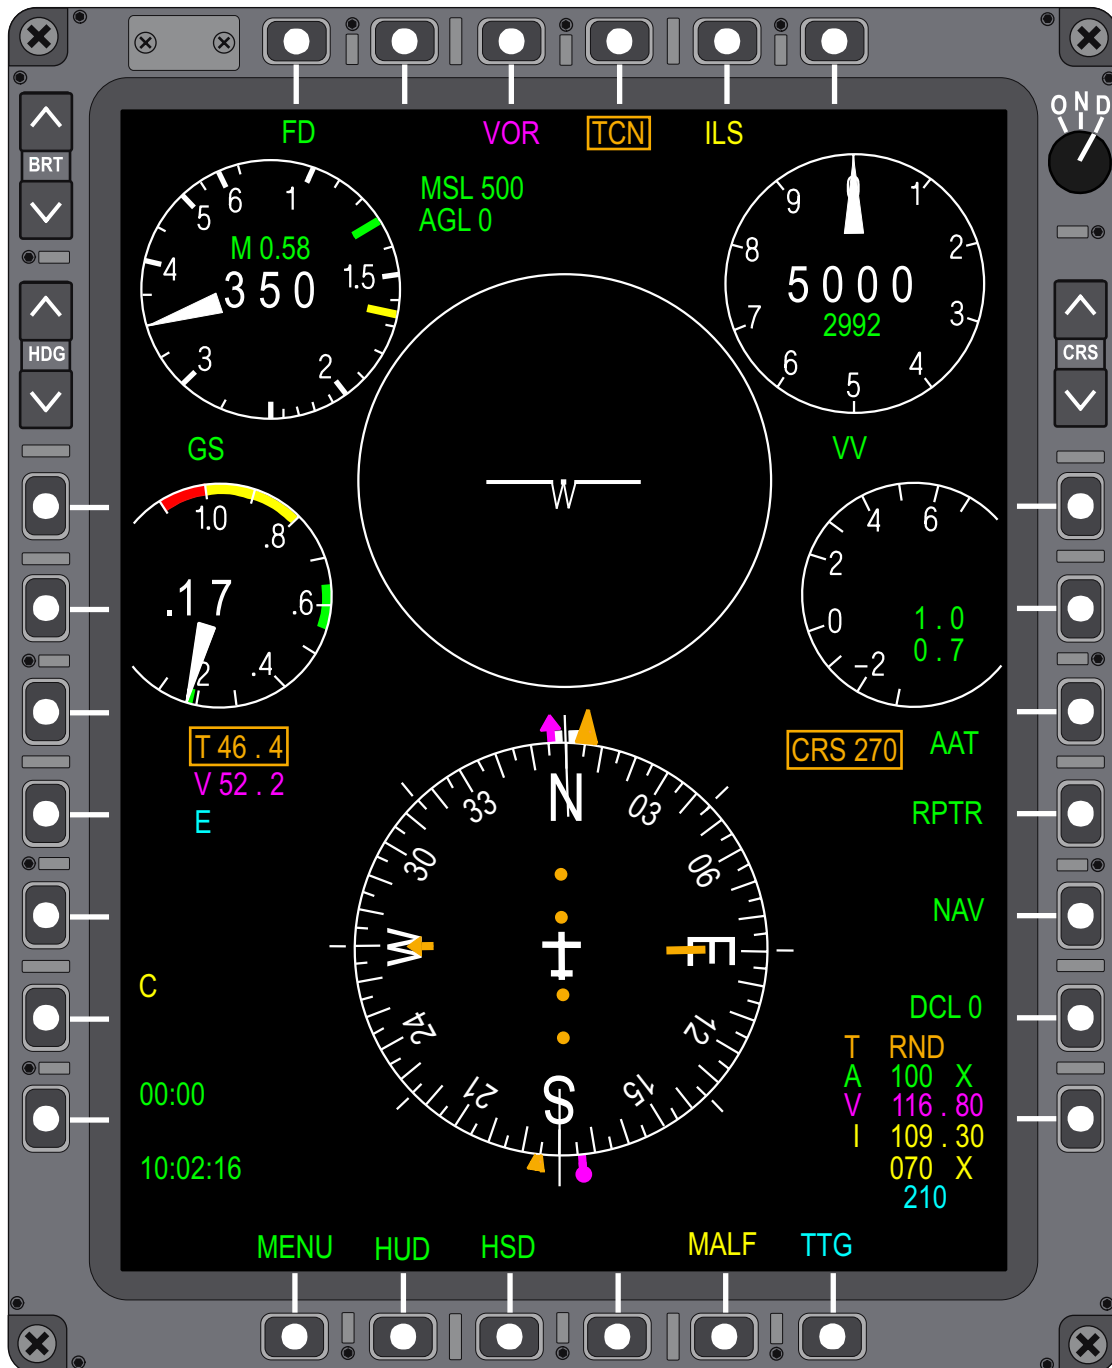 O N D
BRT
HDG
CRS
FD VOR TCN ILS
MSL 500
AGL 0
5 6 1 1.5 2 3 4
M 0.58
350
0 1 2 3 4 5 6 7 8 9
5000
2992
GS
VV
1.0 .8 .6 .4 .2
.17
6 4 2 0 -2
1.0
0.7
T 46.4
V 52.2
E
CRS 270
AAT
RPTR
NAV
DCL 0
N 03 06 E 12 15 S 21 24 W 30 33
C
T RND
A 100 X
V 116.80
I 109.30
070 X
210
00:00
10:02:16
MENU HUD HSD MALF TTG